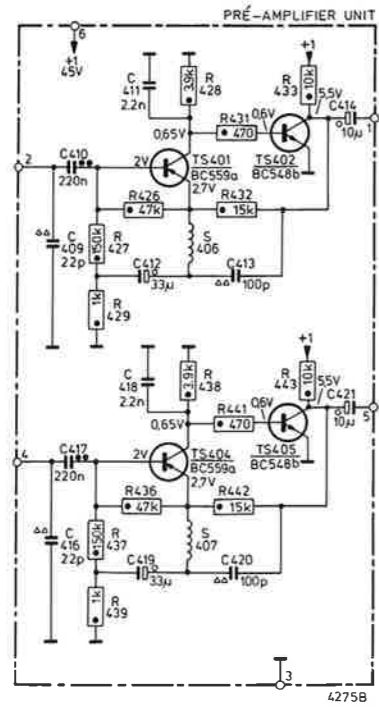 PRÉ-AMPLIFIER UNIT
6
+1
45V
C
411
2.2n
3.9k
R
428
+1
R
433
10k
5,5V
C414
10µ
1
R431
470
0,6V
0,65V
2
C410
220n
2V
TS401
BC559a
2.7V
TS402
BC548b
R426
47k
R432
15k
C
409
22p
150k
R
427
S
406
C412
33µ
C413
100p
1k
R
429
C
418
2.2n
3.9k
R
438
+1
R
443
10k
5,5V
C421
10µ
5
R441
470
0,6V
0,65V
4
C417
220n
2V
TS404
BC559a
2,7V
TS405
BC548b
R436
47k
R442
15k
C
416
22p
150k
R
437
S
407
C419
33µ
C420
100p
1k
R
439
3
4275B